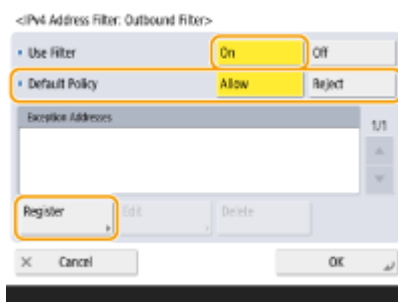 <IPv4 Address Filter: Outbound Filter>
Use Filter On Off
Default Policy Allow Reject
Exception Addresses
1/1
Register Edit Delete
Cancel OK